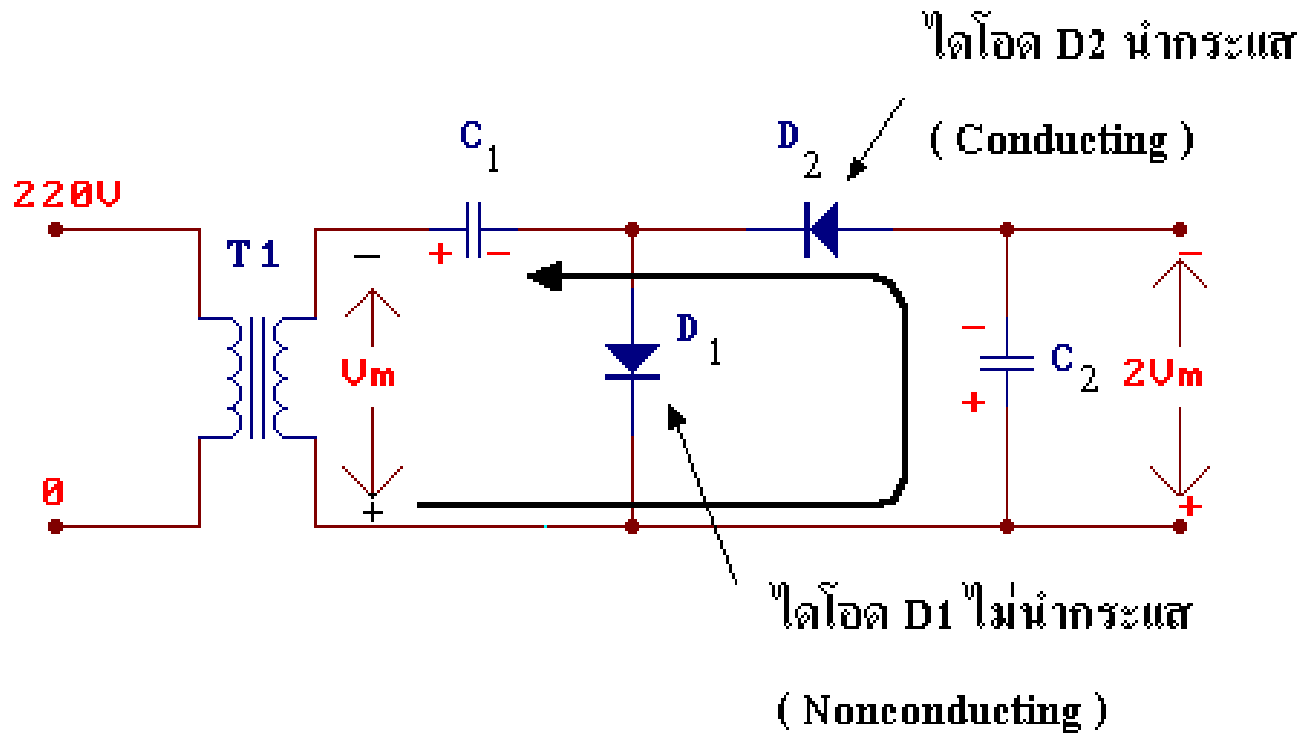 ไดโอด D2 นำกระแส
( Conducting )
C1
D2
220V
T1
−
+ −
−
D1
Vm
−
C2
2Vm
+
0
+
+
ไดโอด D1 ไม่นำกระแส
( Nonconducting )